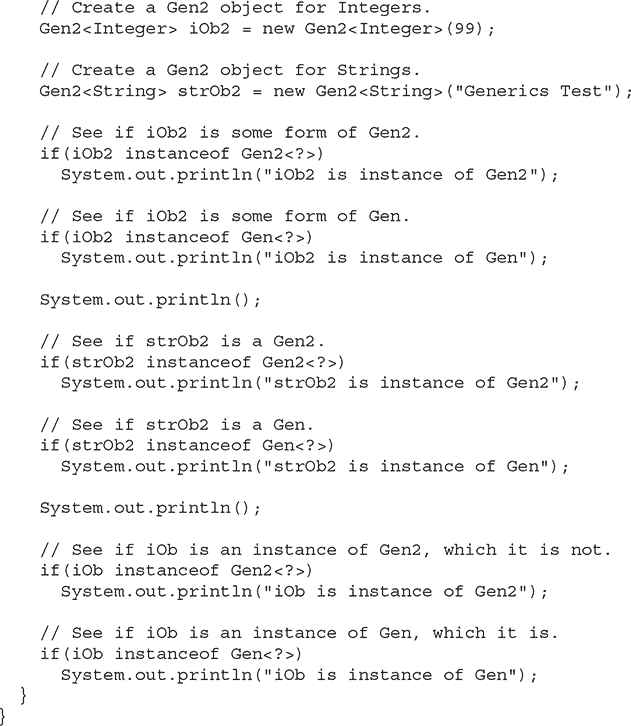 // Create a Gen2 object for Integers.
Gen2<Integer> iOb2 = new Gen2<Integer>(99);

// Create a Gen2 object for Strings.
Gen2<String> strOb2 = new Gen2<String>("Generics Test");

// See if iOb2 is some form of Gen2.
if(iOb2 instanceof Gen2<?>)
  System.out.println("iOb2 is instance of Gen2");

// See if iOb2 is some form of Gen.
if(iOb2 instanceof Gen<?>)
  System.out.println("iOb2 is instance of Gen");

System.out.println();

// See if strOb2 is a Gen2.
if(strOb2 instanceof Gen2<?>)
  System.out.println("strOb2 is instance of Gen2");

// See if strOb2 is a Gen.
if(strOb2 instanceof Gen<?>)
  System.out.println("strOb2 is instance of Gen");

System.out.println();

// See if iOb is an instance of Gen2, which it is not.
if(iOb instanceof Gen2<?>)
  System.out.println("iOb is instance of Gen2");

// See if iOb is an instance of Gen, which it is.
if(iOb instanceof Gen<?>)
  System.out.println("iOb is instance of Gen");
}
}